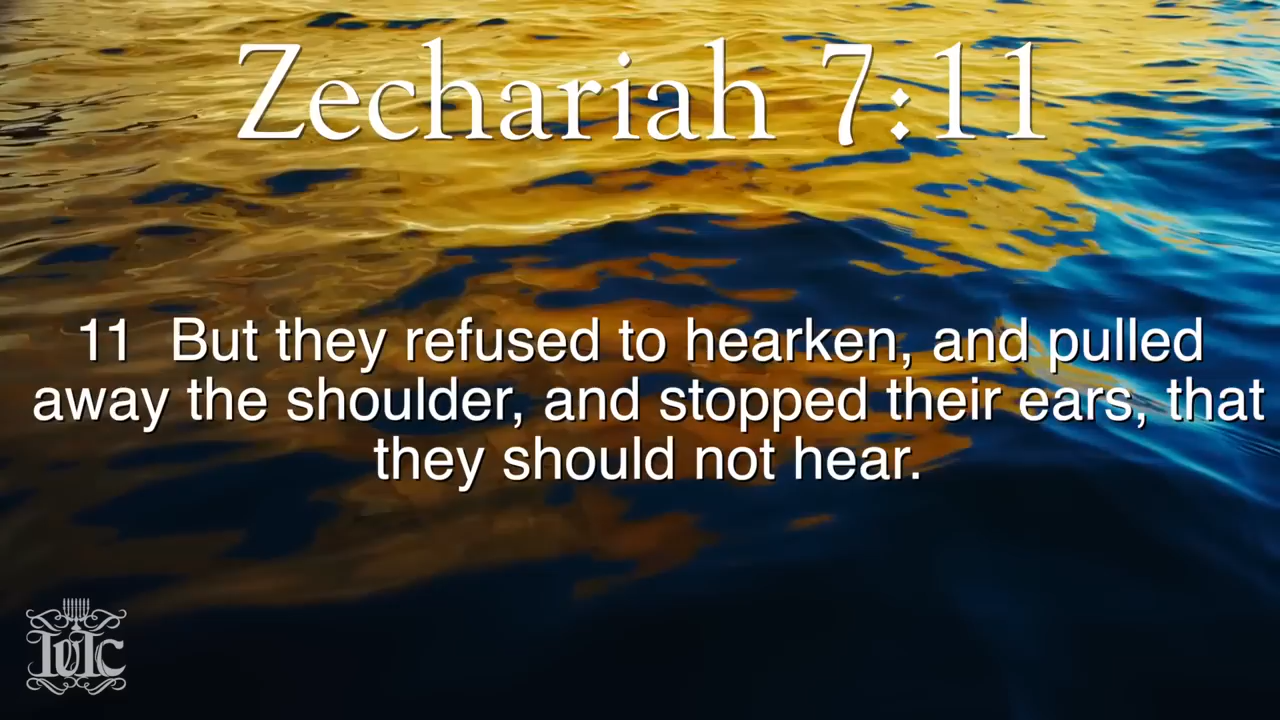 Zechariah 7:11
11 But they refused to hearken, and pulled
away the shoulder, and stopped their ears, that
they should not hear.
IUIC